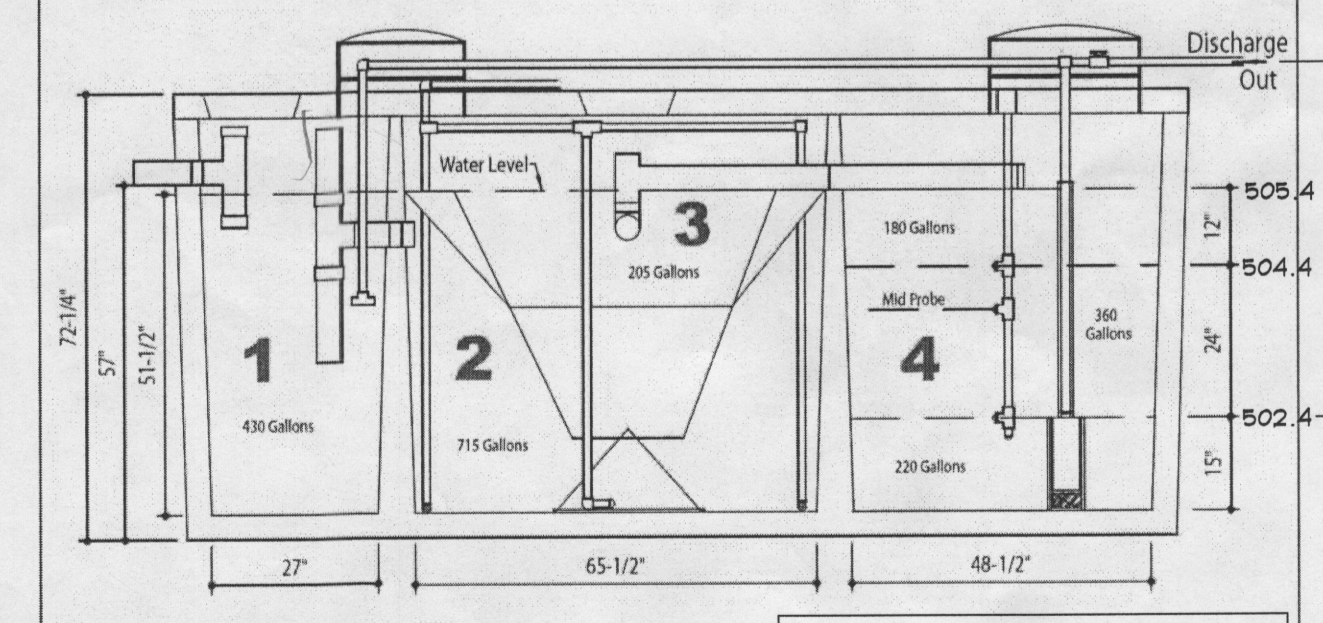 Discharge
Out
Water Level
505.4
12"
3
180 Gallons
205 Gallons
504.4
Mid Probe
360
Gallons
72-1/4"
57"
51-1/2"
1
2
4
24"
430 Gallons
715 Gallons
502.4
220 Gallons
15"
27"
65-1/2"
48-1/2"